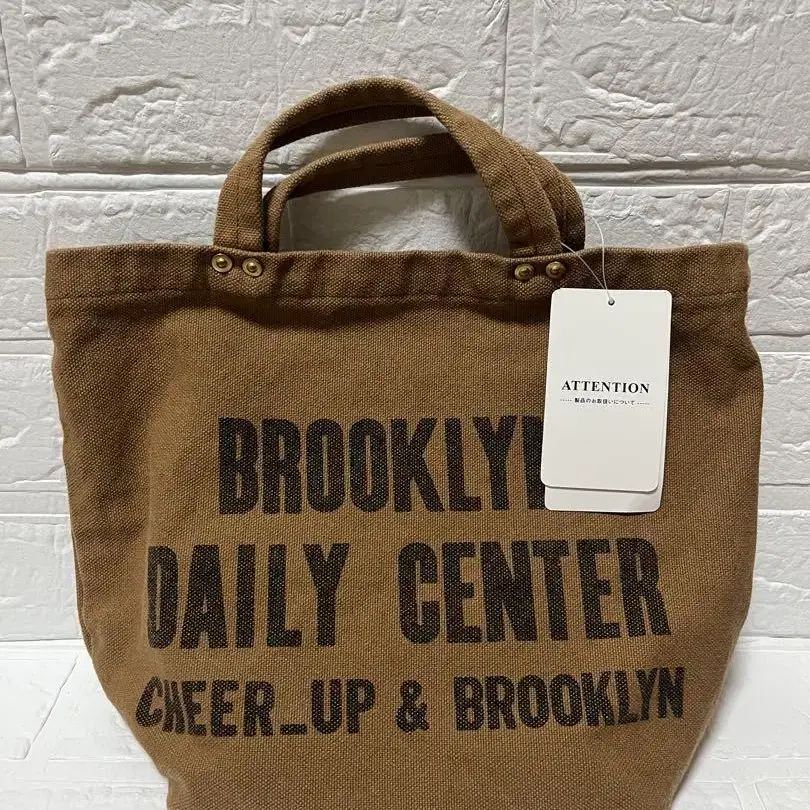 ATTENTION
----- 製品のお取扱いについて -----
BROOKLYN
DAILY CENTER
CHEER_UP & BROOKLYN